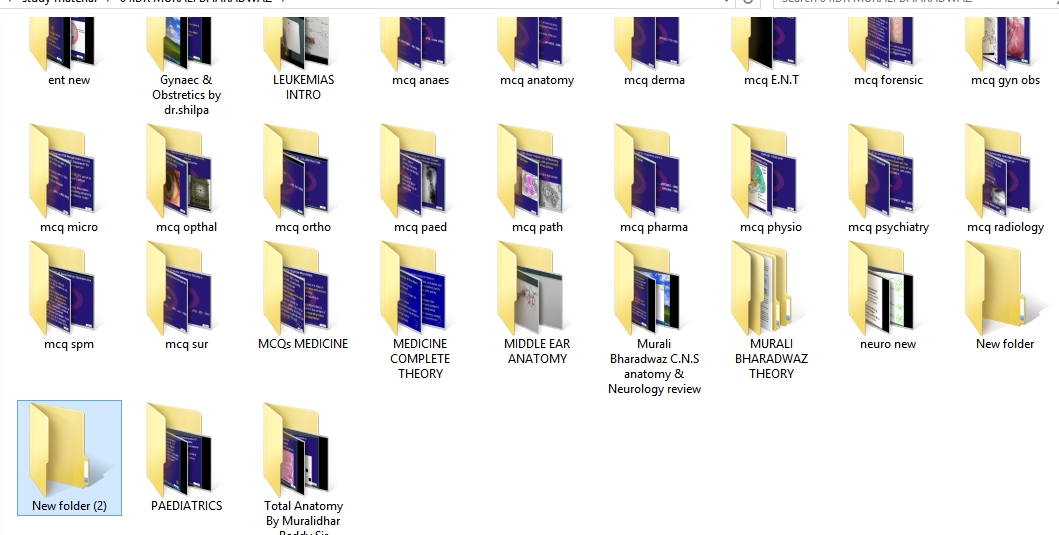 ent new
Gynaec &
Obstretics by
dr.shilpa
LEUKEMIAS
INTRO
mcq anaes
mcq anatomy
mcq derma
mcq E.N.T
mcq forensic
mcq gyn obs
mcq micro
mcq opthal
mcq ortho
mcq paed
mcq path
mcq pharma
mcq physio
mcq psychiatry
mcq radiology
mcq spm
mcq sur
MCQs MEDICINE
MEDICINE
COMPLETE
THEORY
MIDDLE EAR
ANATOMY
Murali
Bharadwaz C.N.S
anatomy &
Neurology review
MURALI
BHARADWAZ
THEORY
neuro new
New folder
New folder (2)
PAEDIATRICS
Total Anatomy
By Muralidhar
Reddy Sir